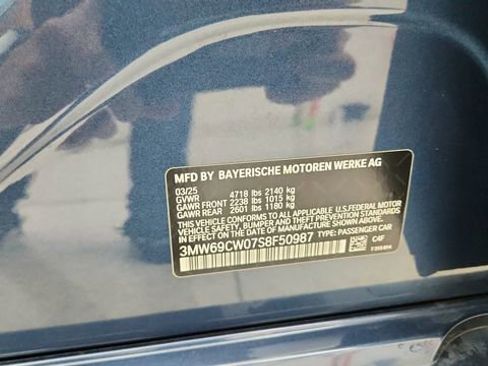 MFD BY BAYERISCHE MOTOREN WERKE AG
03/25
GVWR 4718 lbs 2140 kg
GAWR FRONT 2238 lbs 1015 kg
GAWR REAR 2601 lbs 1180 kg
THIS VEHICLE CONFORMS TO ALL APPLICABLE U.S.FEDERAL MOTOR
VEHICLE SAFETY,
BUMPER AND THEFT PREVENTION STANDARDS IN EFFECT ON THE
DATE OF MANUFACTURE SHOWN ABOVE.
3MW69CW07S8F50987 TYPE: PASSENGER CAR
C4F